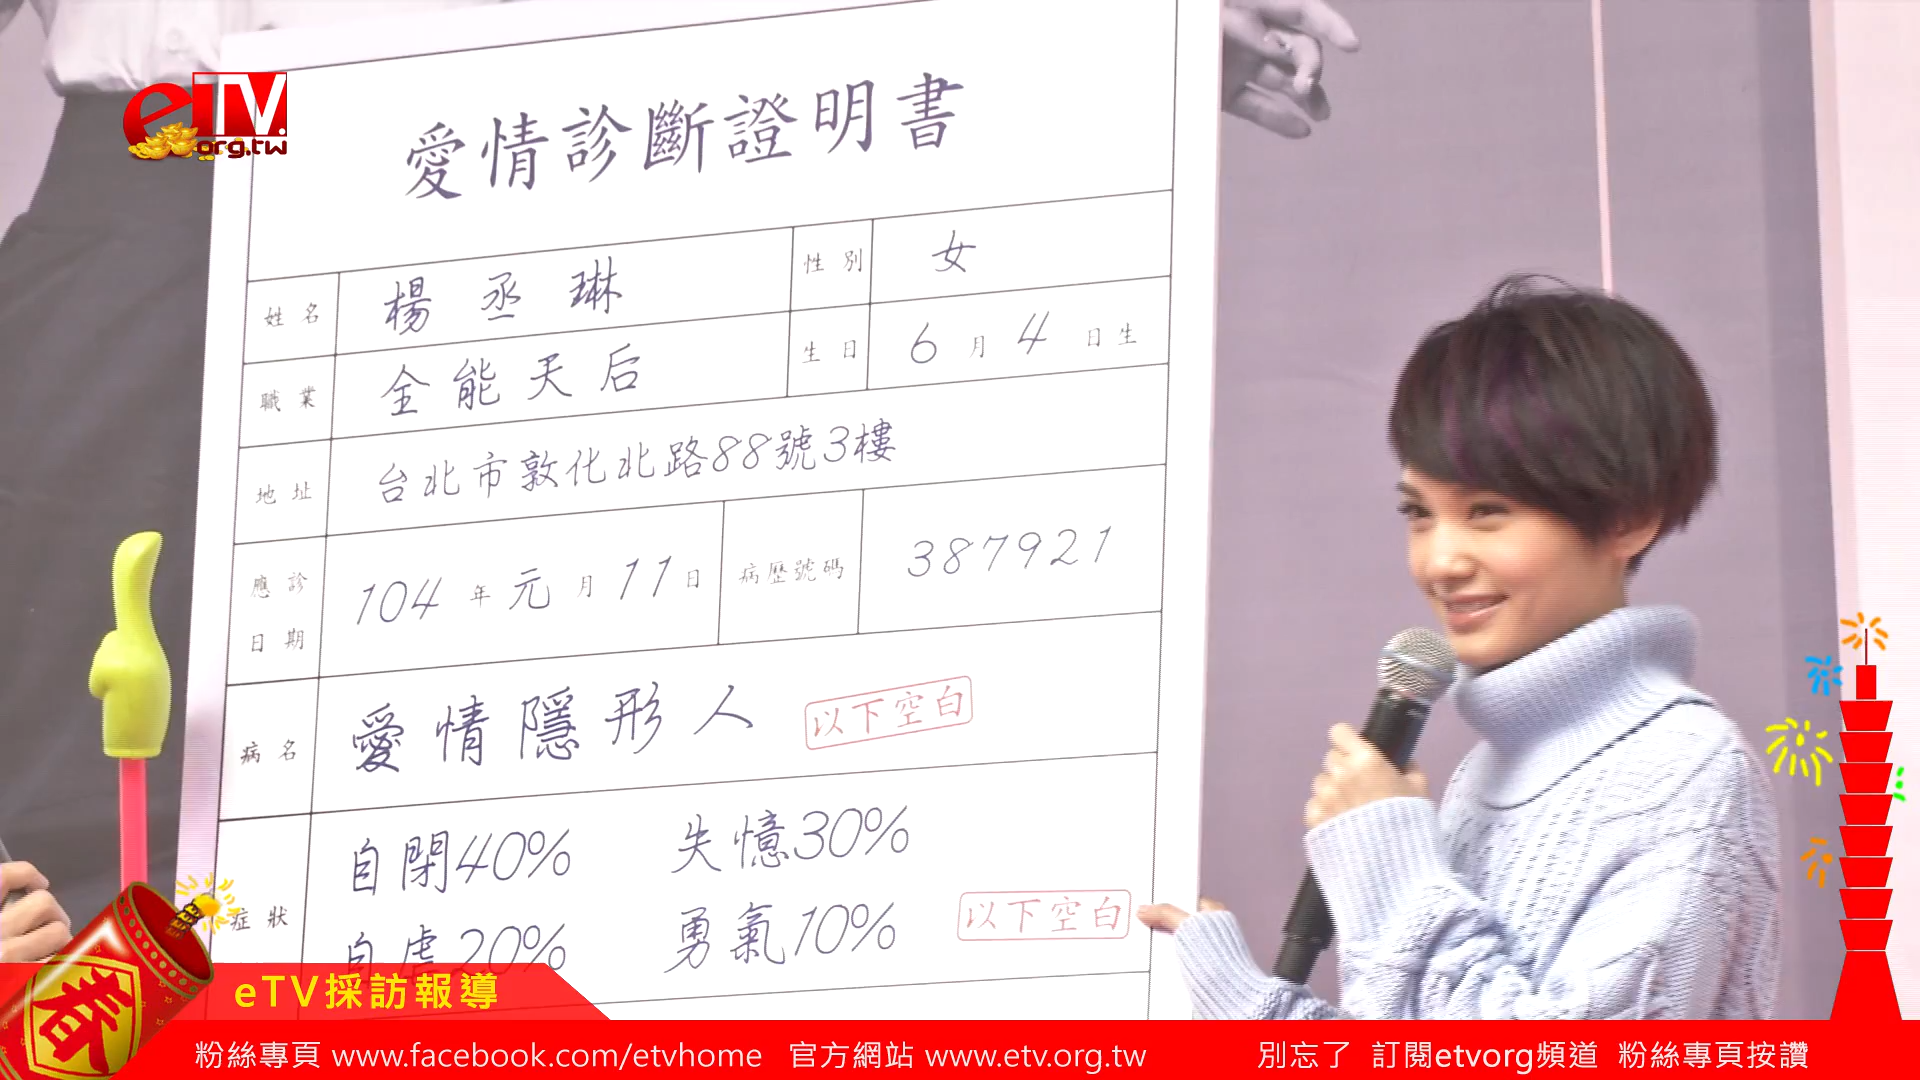 eTV.
org.tw
愛情診斷證明書
姓名 楊丞琳 性別 女
職業 全能天后 生日 6月4日生
地址 台北市敦化北路88號3樓
應診日期 104年元月11日 病歷號碼 387921
病名 愛情隱形人 以下空白
症狀 自閉40% 失憶30%
自虐20% 勇氣10% 以下空白
春
eTV採訪報導
粉絲專頁 www.facebook.com/etvhome 官方網站 www.etv.org.tw 別忘了 訂閱etvorg頻道 粉絲專頁按讚